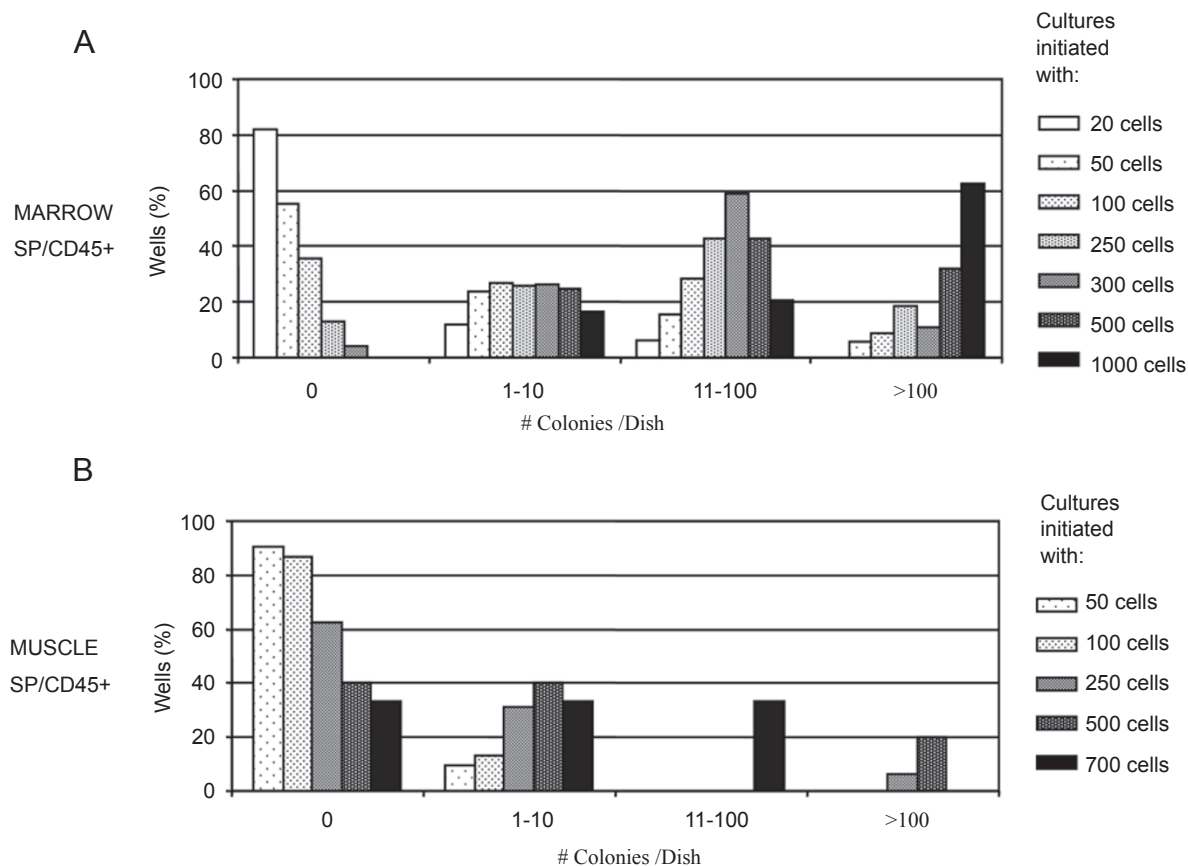 A
Cultures
initiated
with:
100
80
60
40
20
0
Wells (%)
MARROW
SP/CD45+
20 cells
50 cells
100 cells
250 cells
300 cells
500 cells
1000 cells
0 1-10 11-100 >100
# Colonies /Dish
B
Cultures
initiated
with:
100
80
60
40
20
0
Wells (%)
MUSCLE
SP/CD45+
50 cells
100 cells
250 cells
500 cells
700 cells
0 1-10 11-100 >100
# Colonies /Dish